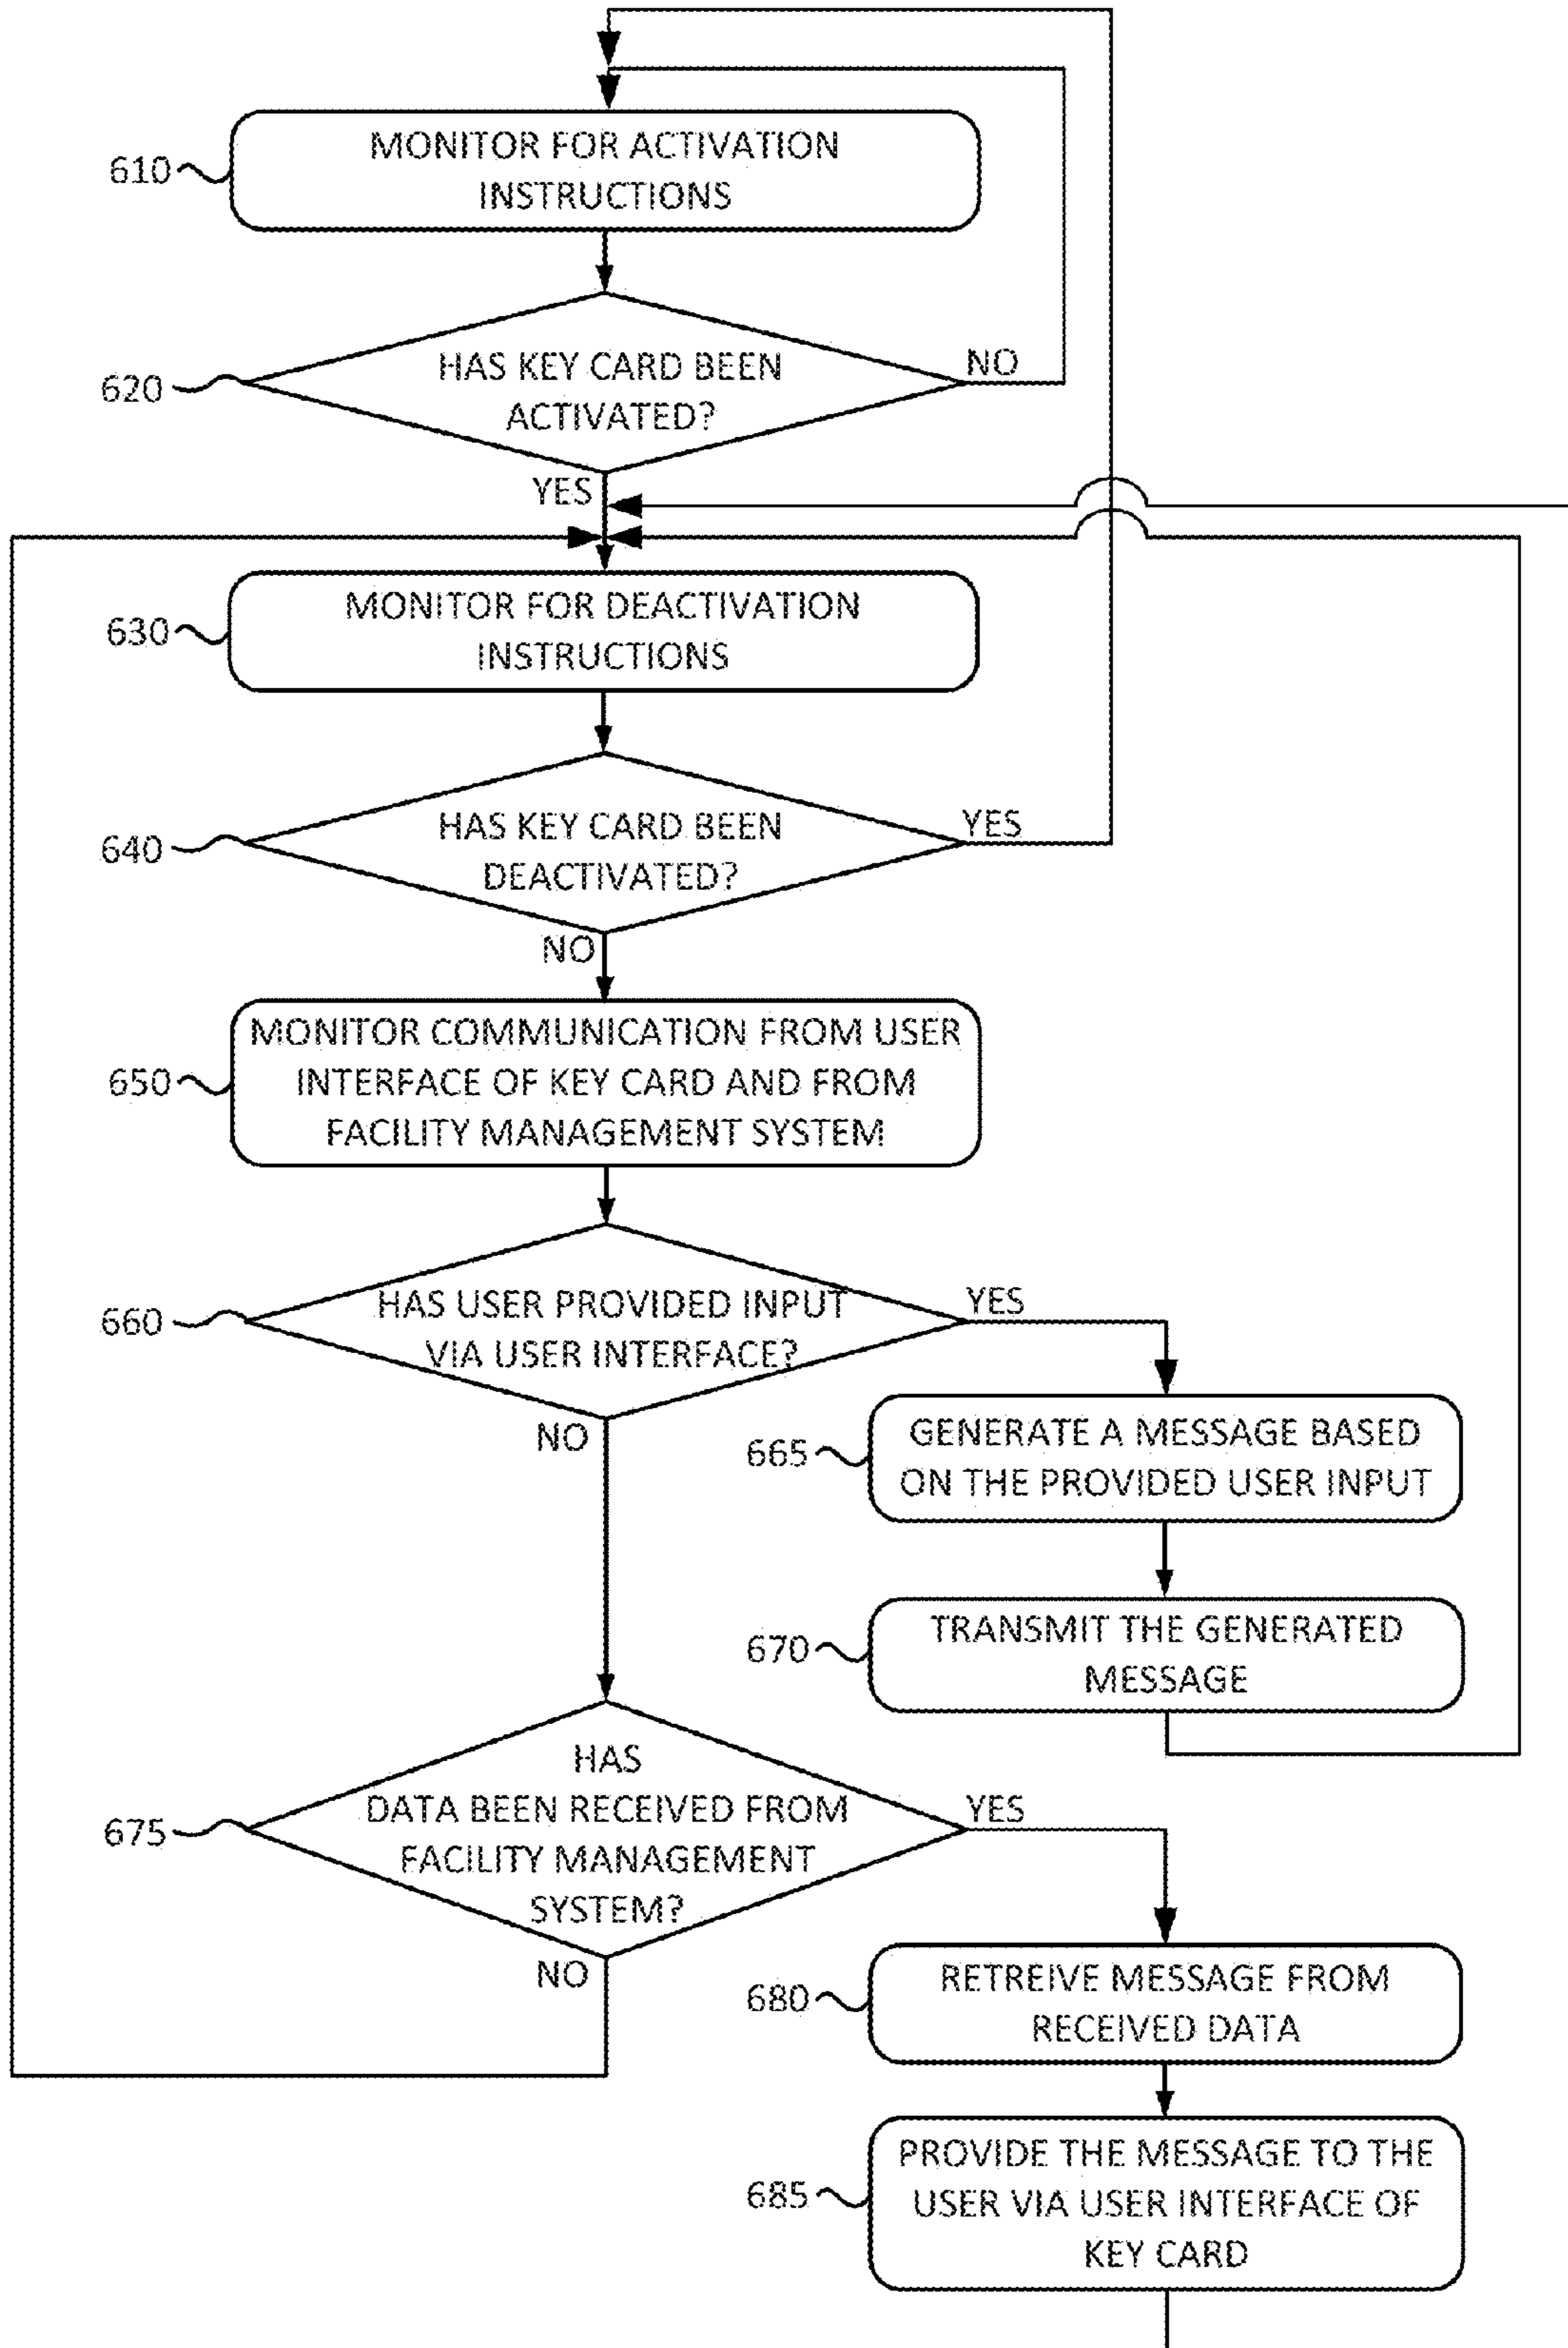 MONITOR FOR ACTIVATION
INSTRUCTIONS
610
HAS KEY CARD BEEN
ACTIVATED?
620
NO
YES
MONITOR FOR DEACTIVATION
INSTRUCTIONS
630
HAS KEY CARD BEEN
DEACTIVATED?
640
YES
NO
MONITOR COMMUNICATION FROM USER
INTERFACE OF KEY CARD AND FROM
FACILITY MANAGEMENT SYSTEM
650
HAS USER PROVIDED INPUT
VIA USER INTERFACE?
660
YES
NO
GENERATE A MESSAGE BASED
ON THE PROVIDED USER INPUT
665
TRANSMIT THE GENERATED
MESSAGE
670
HAS
DATA BEEN RECEIVED FROM
FACILITY MANAGEMENT
SYSTEM?
675
YES
NO
RETREIVE MESSAGE FROM
RECEIVED DATA
680
PROVIDE THE MESSAGE TO THE
USER VIA USER INTERFACE OF
KEY CARD
685